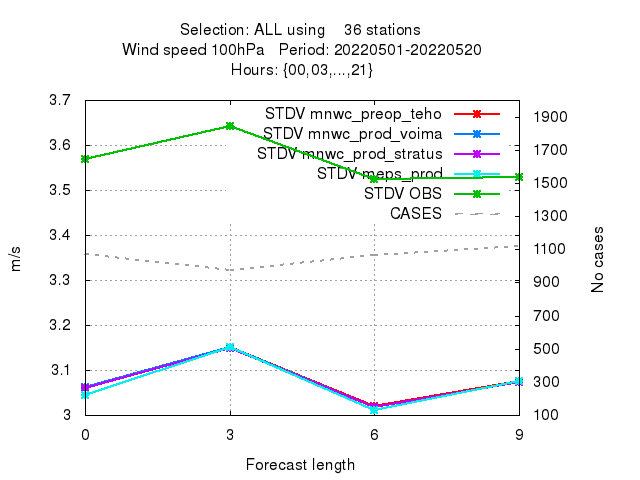 Selection: ALL using    36 stations
Wind speed 100hPa   Period: 20220501-20220520
Hours: {00,03,...,21}
STDV mnwc_preop_teho
STDV mnwc_prod_voima
STDV mnwc_prod_stratus
STDV meps_prod
STDV OBS
CASES
m/s
3.7
3.6
3.5
3.4
3.3
3.2
3.1
3
1900
1700
1500
1300
1100
900
700
500
300
100
No cases
0 3 6 9
Forecast length